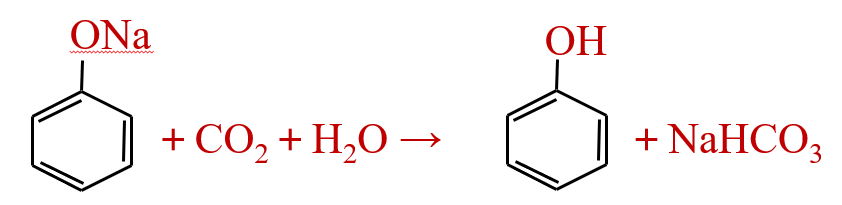 ONa OH
+ CO₂ + H₂O → + NaHCO₃